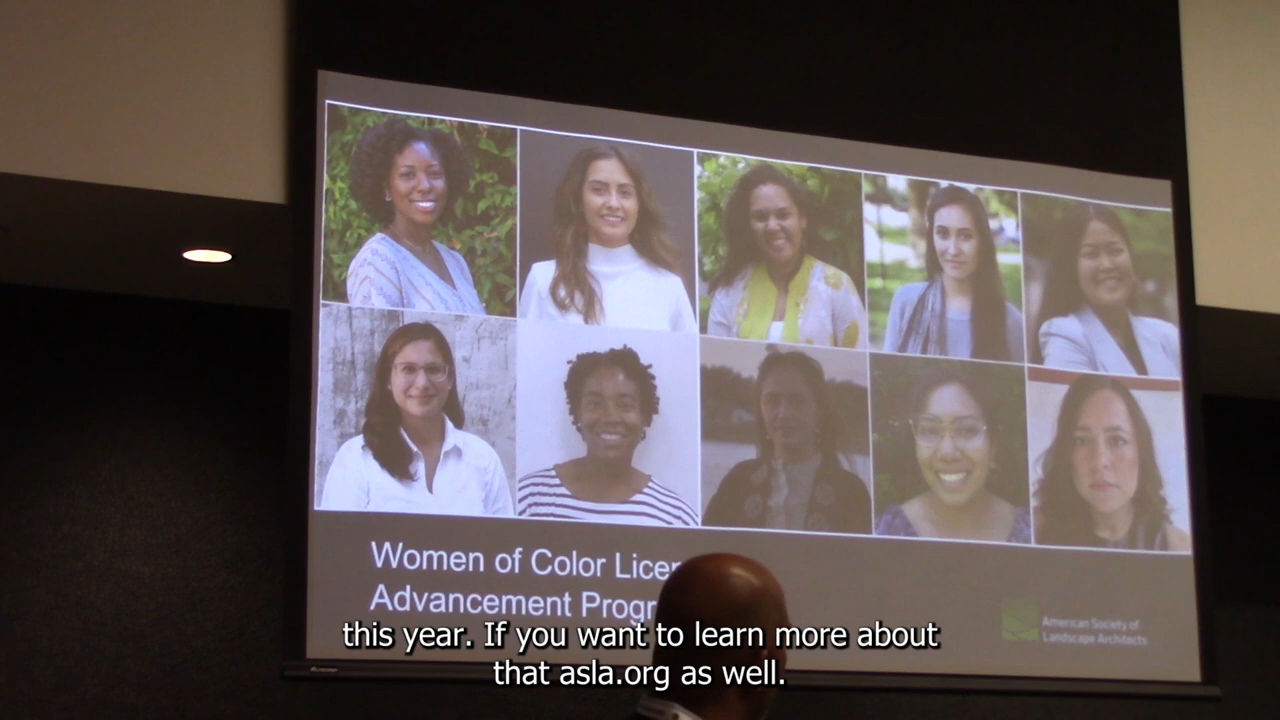 Women of Color Licen
Advancement Progr
American Society of
Landscape Architects
this year. If you want to learn more about
that asla.org as well.